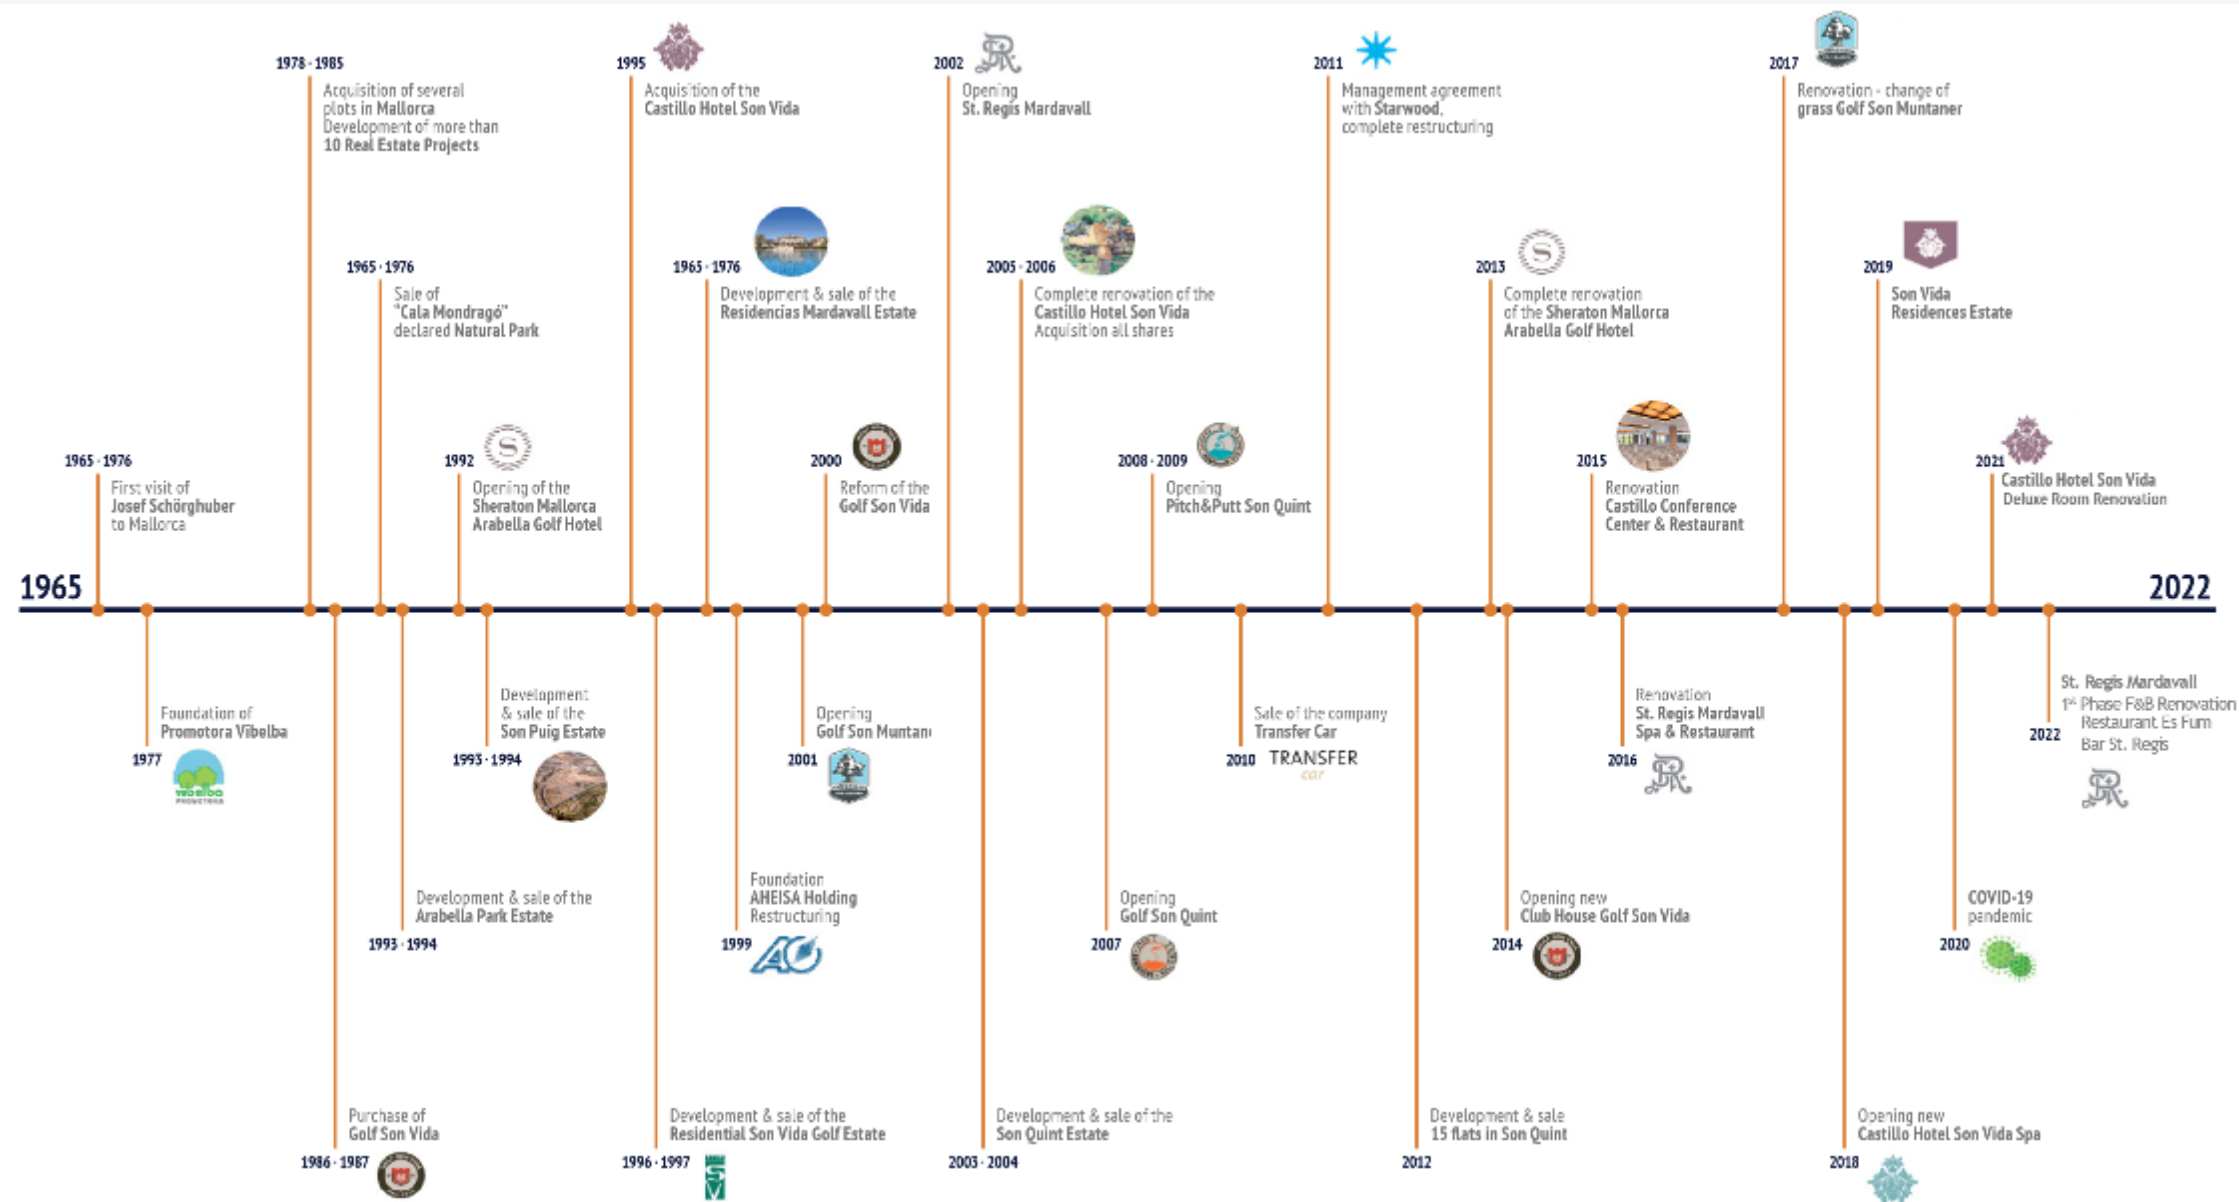 1978 · 1985
Acquisition of several
plots in Mallorca
Development of more than
10 Real Estate Projects
1995
Acquisition of the
Castillo Hotel Son Vida
2002
Opening
St. Regis Mardavall
2011
Management agreement
with Starwood,
complete restructuring
2017
Renovation - change of
grass Golf Son Muntaner
1965 · 1976
Sale of
"Cala Mondragó"
declared Natural Park
1965 · 1976
Development & sale of the
Residencias Mardavall Estate
2005 · 2006
Complete renovation of the
Castillo Hotel Son Vida
Acquisition all shares
2013
S
Complete renovation
of the Sheraton Mallorca
Arabella Golf Hotel
2019
Son Vida
Residences Estate
1965 · 1976
First visit of
Josef Schörghuber
to Mallorca
1992
S
Opening of the
Sheraton Mallorca
Arabella Golf Hotel
2000
Reform of the
Golf Son Vida
2008 · 2009
Opening
Pitch&Putt Son Quint
2015
Renovation
Castillo Conference
Center & Restaurant
2021
Castillo Hotel Son Vida
Deluxe Room Renovation
1965
2022
Foundation of
Promotora Vibelba
1977
PROMOTORA
Development
& sale of the
Son Puig Estate
1993 · 1994
Opening
Golf Son Muntan
2001
Sale of the company
Transfer Car
2010
TRANSFER
car
Renovation
St. Regis Mardavall
Spa & Restaurant
2016
St. Regis Mardavall
1st Phase F&B Renovation
Restaurant Es Fum
Bar St. Regis
2022
Development & sale of the
Arabella Park Estate
1993 · 1994
Foundation
AHEISA Holding
Restructuring
1999
Opening
Golf Son Quint
2007
Opening new
Club House Golf Son Vida
2014
COVID-19
pandemic
2020
Purchase of
Golf Son Vida
1986 · 1987
Development & sale of the
Residential Son Vida Golf Estate
1996 · 1997
SV
Development & sale of the
Son Quint Estate
2003 · 2004
Development & sale
15 flats in Son Quint
2012
Opening new
Castillo Hotel Son Vida Spa
2018